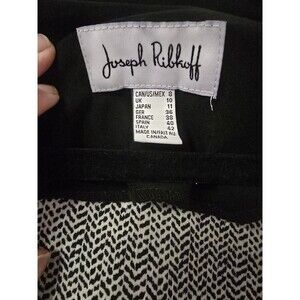 Joseph Ribkoff
CAN/US/MEX 8
UK 10
JAPAN 11
GER 36
FRANCE 38
SPAIN 40
ITALY 42
MADE IN/FAIT AU
CANADA